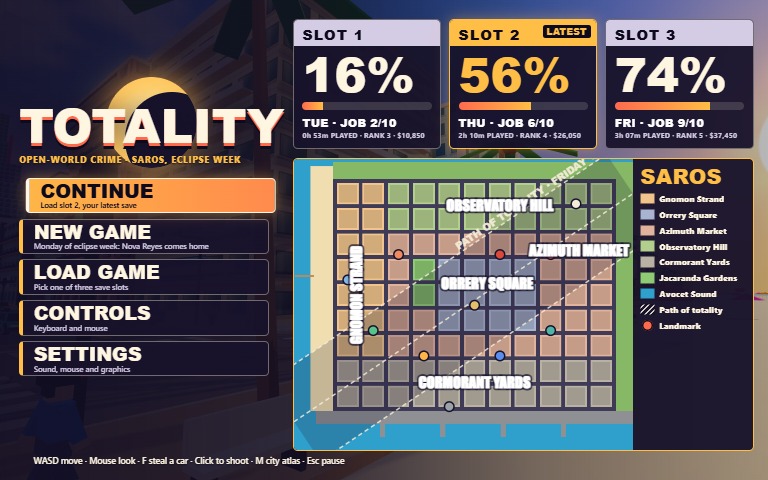 SLOT 1
16%
TUE - JOB 2/10
0h 53m PLAYED · RANK 3 · $10,850
SLOT 2
LATEST
56%
THU - JOB 6/10
2h 10m PLAYED · RANK 4 · $26,050
SLOT 3
74%
FRI - JOB 9/10
3h 07m PLAYED · RANK 5 · $37,450
TOTALITY
OPEN-WORLD CRIME · SAROS, ECLIPSE WEEK
CONTINUE
Load slot 2, your latest save
NEW GAME
Monday of eclipse week: Nova Reyes comes home
LOAD GAME
Pick one of three save slots
CONTROLS
Keyboard and mouse
SETTINGS
Sound, mouse and graphics
PATH OF TOTALITY · FRIDAY
OBSERVATORY HILL
AZIMUTH MARKET
GNOMON STRAND
ORRERY SQUARE
CORMORANT YARDS
SAROS
Gnomon Strand
Orrery Square
Azimuth Market
Observatory Hill
Cormorant Yards
Jacaranda Gardens
Avocet Sound
Path of totality
Landmark
WASD move · Mouse look · F steal a car · Click to shoot · M city atlas · Esc pause